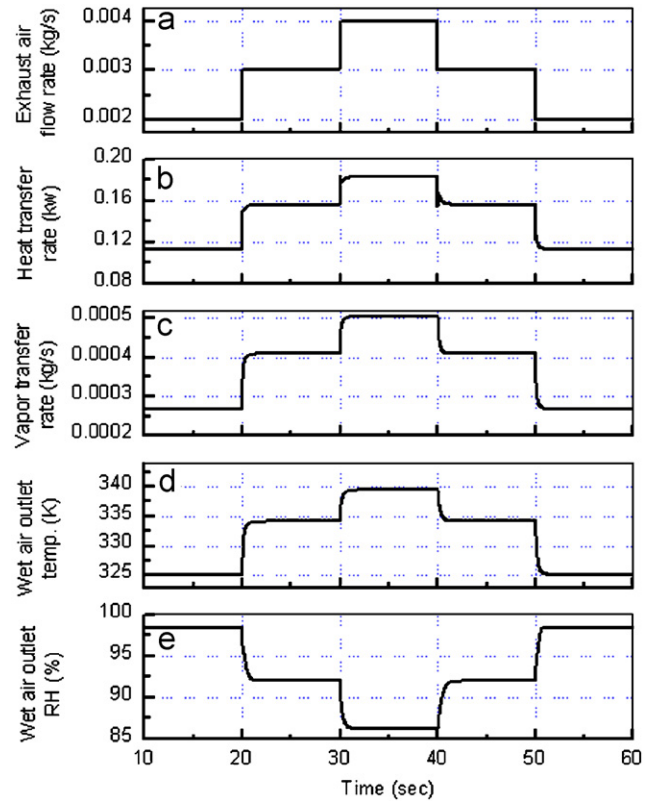 Exhaust air
flow rate (kg/s)
0.004
0.003
0.002
a
Heat transfer
rate (kw)
0.20
0.16
0.12
0.08
b
Vapor transfer
rate (kg/s)
0.0005
0.0004
0.0003
0.0002
c
Wet air outlet
temp. (K)
340
335
330
325
d
Wet air outlet
RH (%)
100
95
90
85
e
10 20 30 40 50 60
Time (sec)